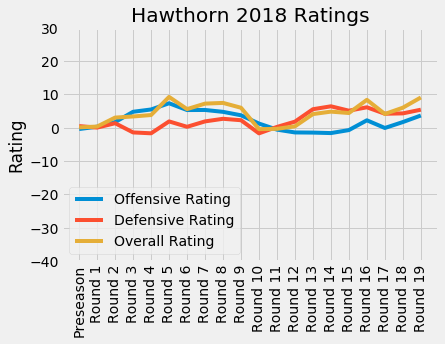 Hawthorn 2018 Ratings
Rating
30
20
10
0
−10
−20
−30
−40
Offensive Rating
Defensive Rating
Overall Rating
Preseason
Round 1
Round 2
Round 3
Round 4
Round 5
Round 6
Round 7
Round 8
Round 9
Round 10
Round 11
Round 12
Round 13
Round 14
Round 15
Round 16
Round 17
Round 18
Round 19